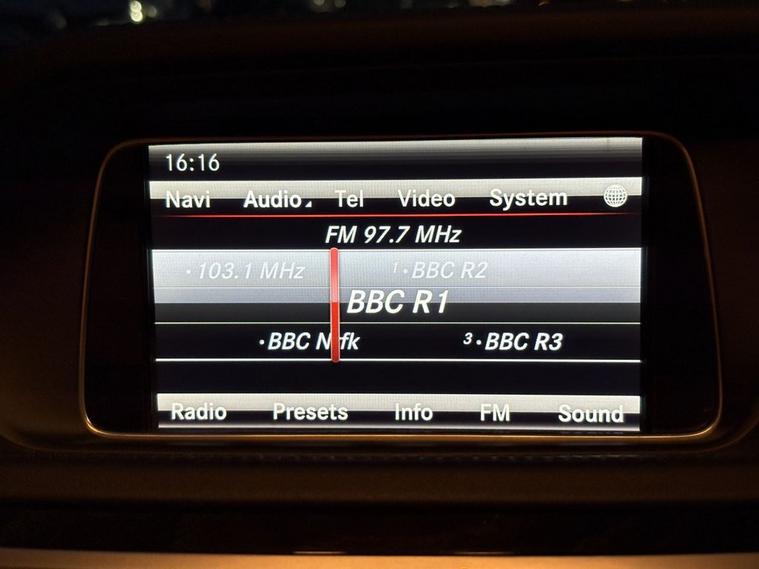 16:16
Navi Audio Tel Video System
FM 97.7 MHz
·103.1 MHz ¹·BBC R2
BBC R1
·BBC Nrfk ³·BBC R3
Radio Presets Info FM Sound